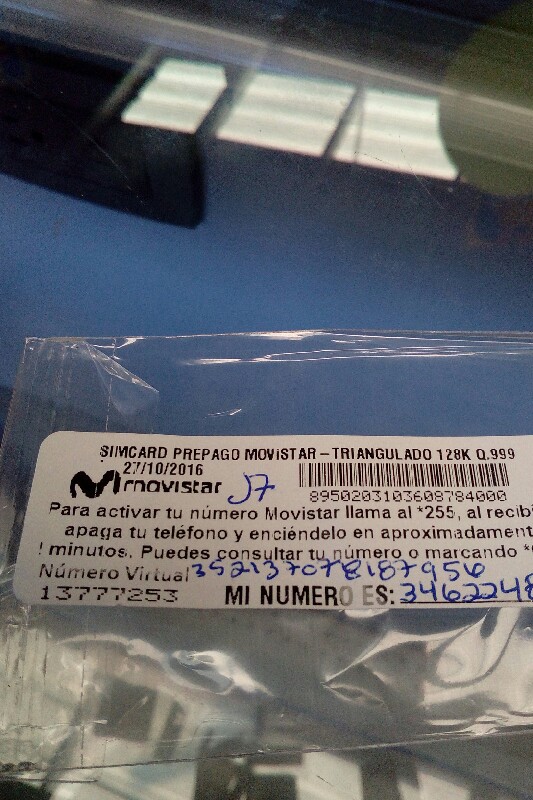 SIMCARD PREPAGO MOVISTAR - TRIANGULADO 128K Q.999
27/10/2016
movistar J7
8950203103608784000
Para activar tu número Movistar llama al *255, al recibi
apaga tu teléfono y enciéndelo en aproximadament
minutos. Puedes consultar tu número o marcando *
Número Virtual 352137078187956
13777253 MI NUMERO ES: 3462248